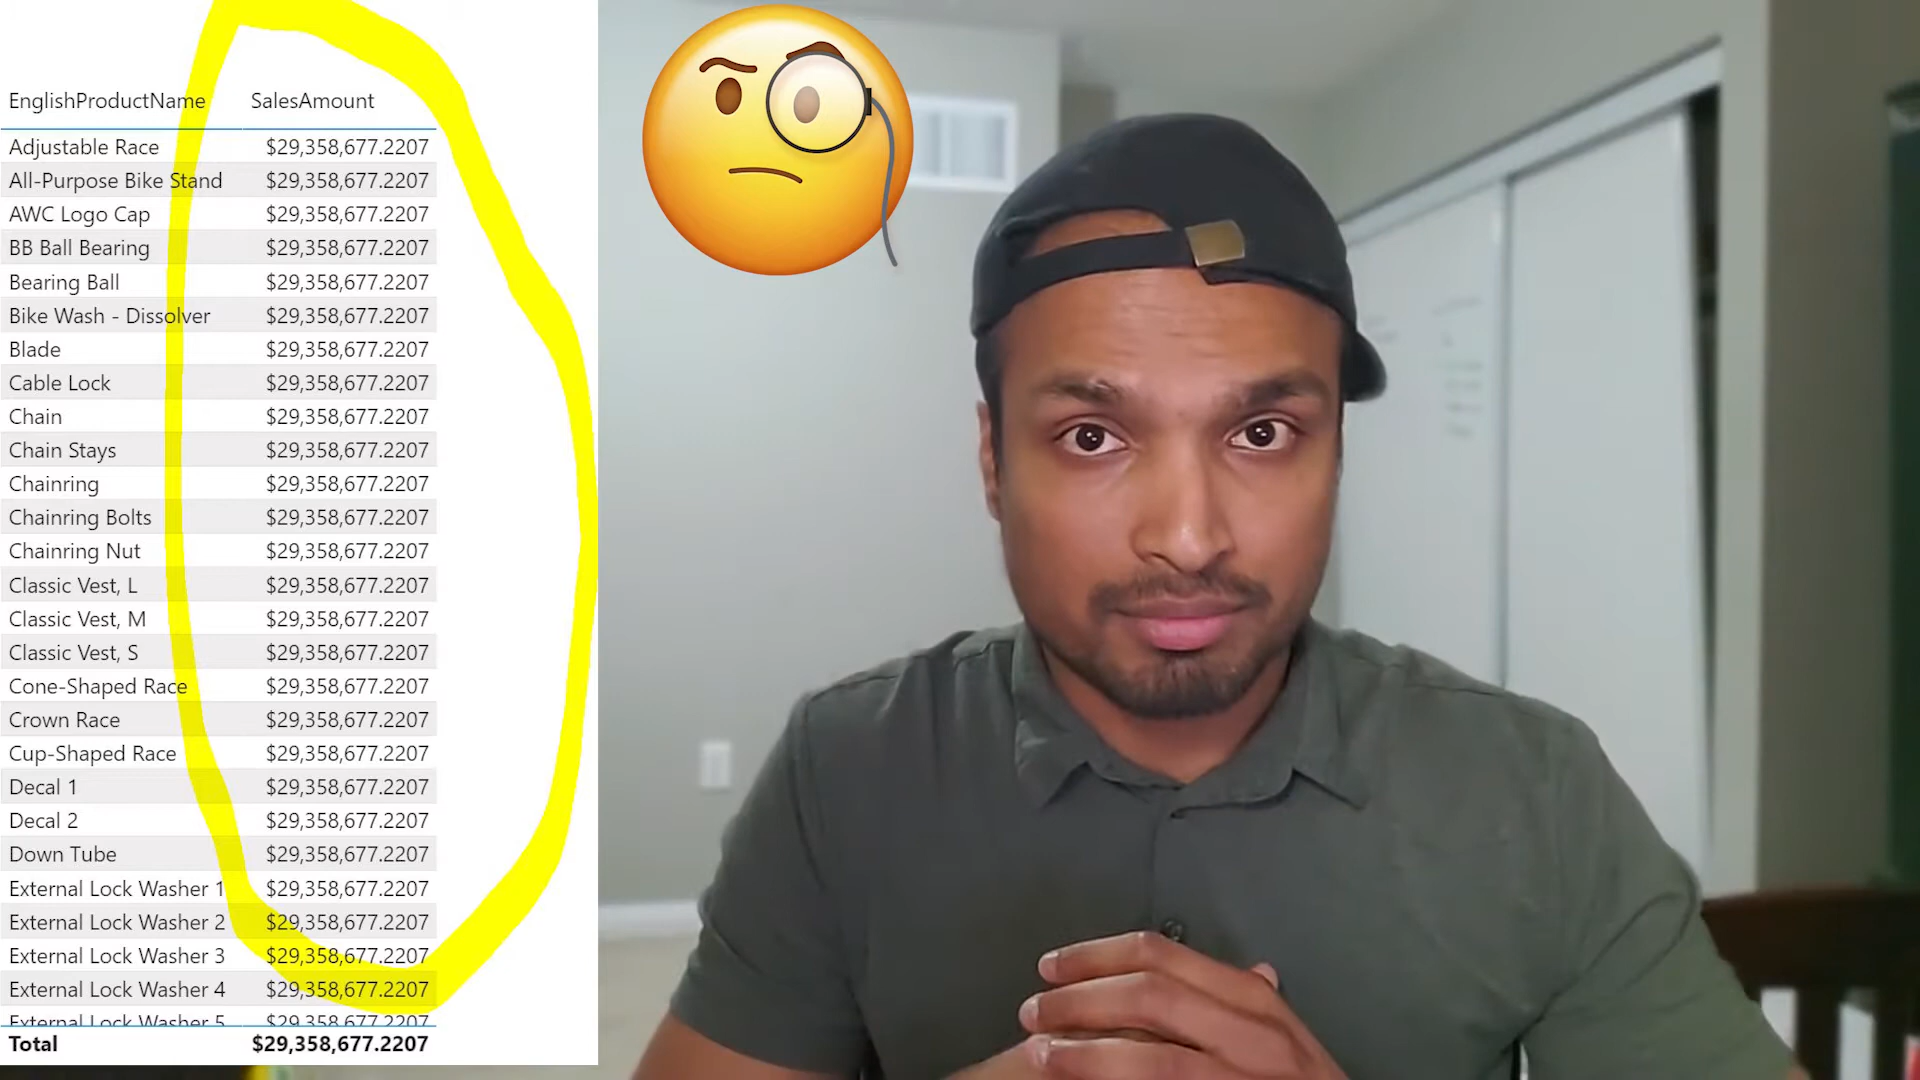 EnglishProductName SalesAmount
Adjustable Race $29,358,677.2207
All-Purpose Bike Stand $29,358,677.2207
AWC Logo Cap $29,358,677.2207
BB Ball Bearing $29,358,677.2207
Bearing Ball $29,358,677.2207
Bike Wash - Dissolver $29,358,677.2207
Blade $29,358,677.2207
Cable Lock $29,358,677.2207
Chain $29,358,677.2207
Chain Stays $29,358,677.2207
Chainring $29,358,677.2207
Chainring Bolts $29,358,677.2207
Chainring Nut $29,358,677.2207
Classic Vest, L $29,358,677.2207
Classic Vest, M $29,358,677.2207
Classic Vest, S $29,358,677.2207
Cone-Shaped Race $29,358,677.2207
Crown Race $29,358,677.2207
Cup-Shaped Race $29,358,677.2207
Decal 1 $29,358,677.2207
Decal 2 $29,358,677.2207
Down Tube $29,358,677.2207
External Lock Washer 1 $29,358,677.2207
External Lock Washer 2 $29,358,677.2207
External Lock Washer 3 $29,358,677.2207
External Lock Washer 4 $29,358,677.2207
External Lock Washer 5 $29,358,677.2207
Total $29,358,677.2207